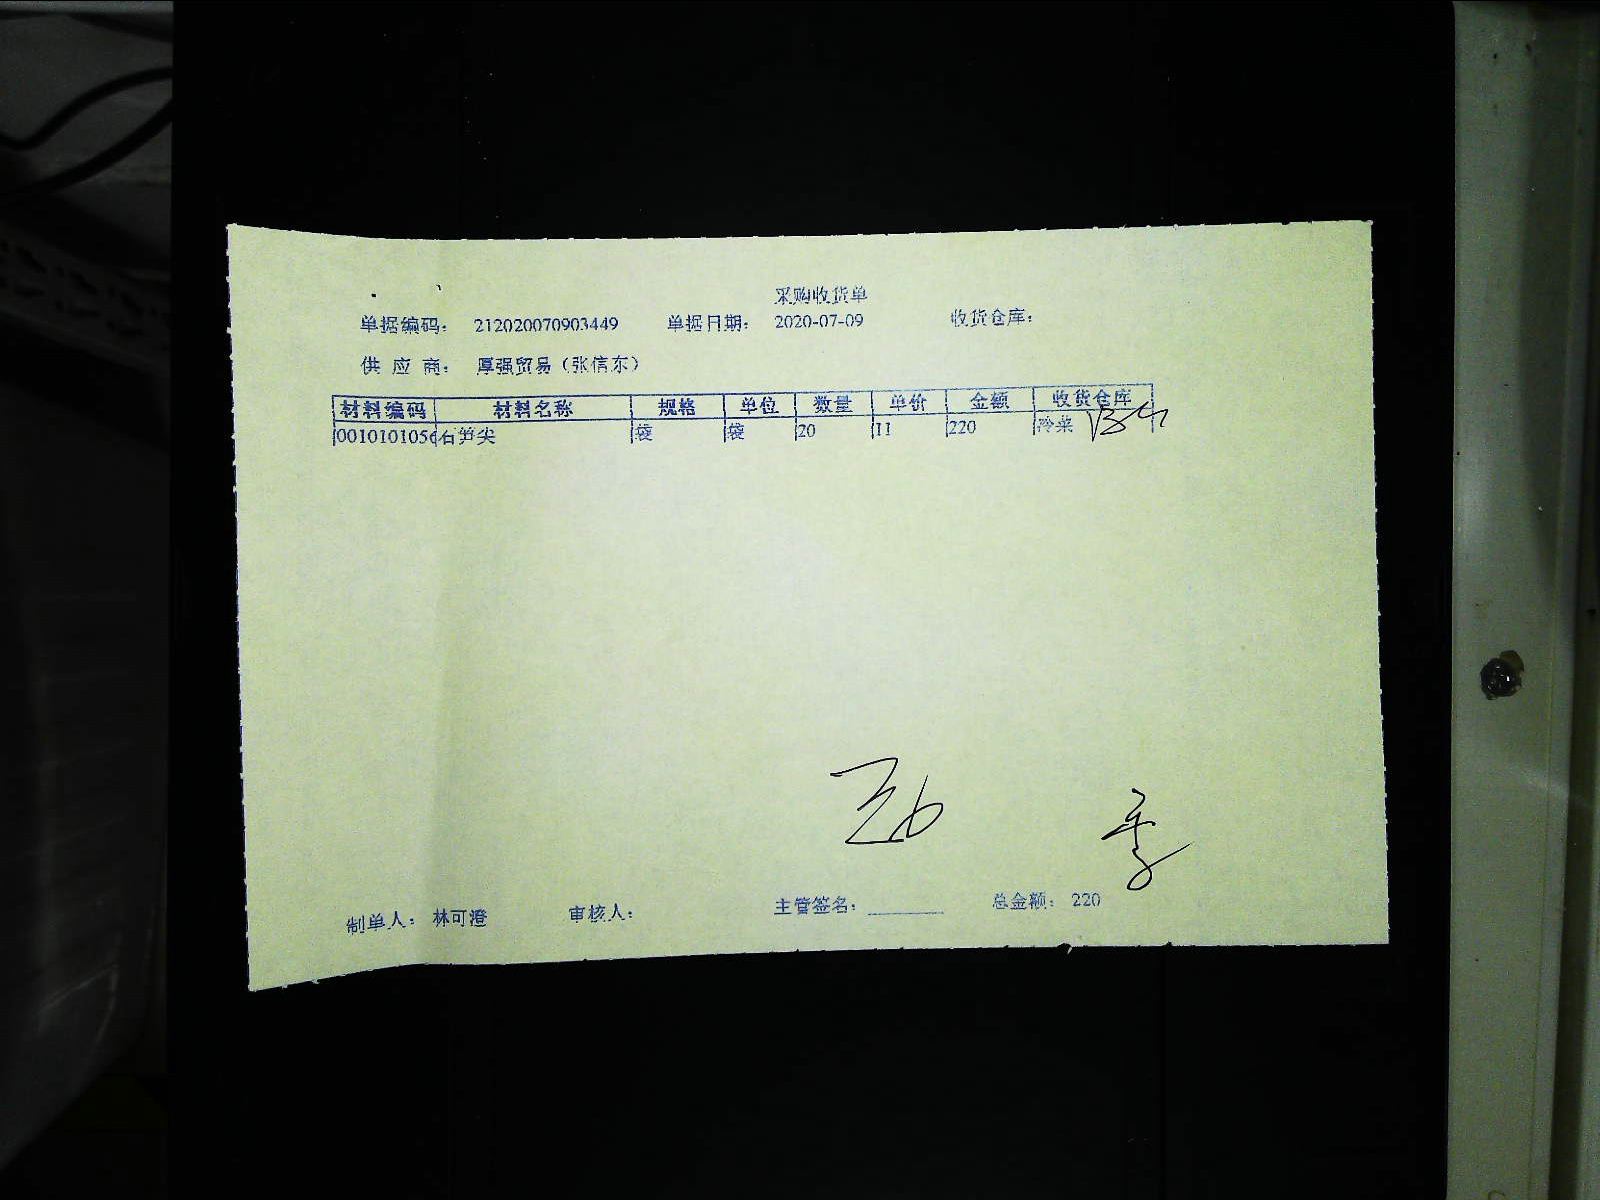 采购收货单
单据编码： 212020070903449 单据日期： 2020-07-09 收货仓库：
供 应 商： 厚强贸易（张信东）
材料编码 材料名称 规格 单位 数量 单价 金额 收货仓库
001010105 石笋尖 袋 袋 20 11 220 冷菜
制单人： 林可澄 审核人： 主管签名：________ 总金额： 220